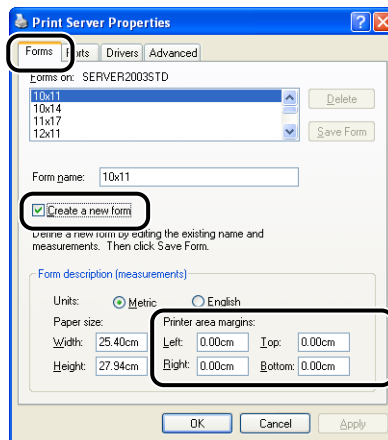 Print Server Properties
Forms Ports Drivers Advanced
Forms on: SERVER2003STD
10x11
10x14
11x17
12x11
Delete
Save Form
Form name: 10x11
Create a new form
Define a new form by editing the existing name and
measurements. Then click Save Form.
Form description (measurements)
Units: Metric English
Paper size: Printer area margins:
Width: 25.40cm Left: 0.00cm Top: 0.00cm
Height: 27.94cm Right: 0.00cm Bottom: 0.00cm
OK Cancel Apply